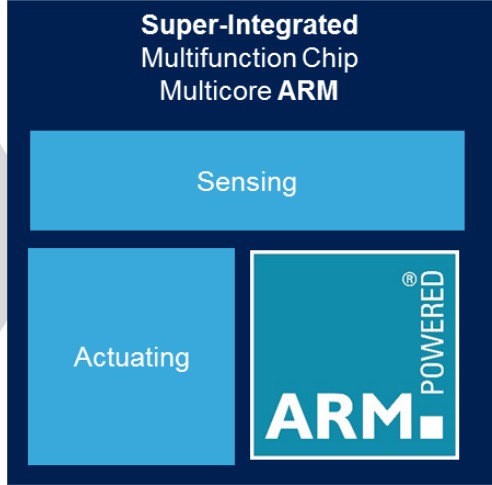 Super-Integrated
Multifunction Chip
Multicore ARM
Sensing
Actuating
ARM.
POWERED®